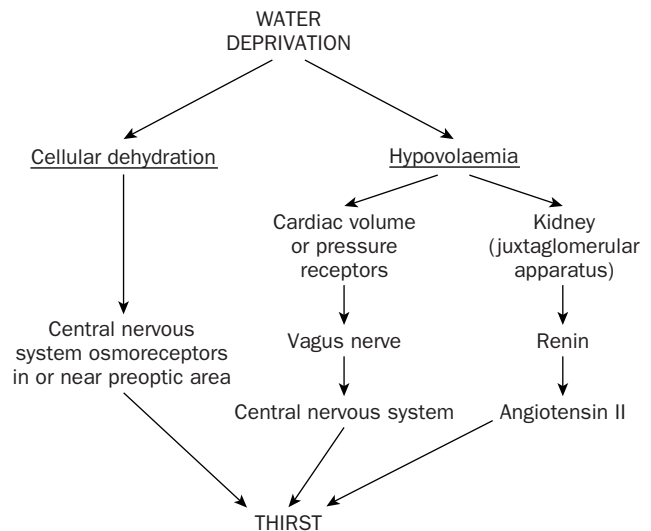 WATER
DEPRIVATION
Cellular dehydration
Hypovolaemia
Cardiac volume
or pressure
receptors
Kidney
(juxtaglomerular
apparatus)
Central nervous
system osmoreceptors
in or near preoptic area
Vagus nerve
Renin
Central nervous system
Angiotensin II
THIRST